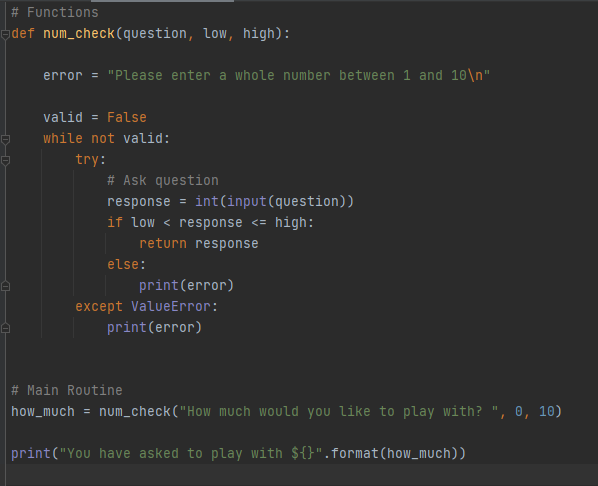 # Functions
def num_check(question, low, high):
    error = "Please enter a whole number between 1 and 10\n"
    valid = False
    while not valid:
        try:
            # Ask question
            response = int(input(question))
            if low < response <= high:
                return response
            else:
                print(error)
        except ValueError:
            print(error)
# Main Routine
how_much = num_check("How much would you like to play with? ", 0, 10)
print("You have asked to play with ${}".format(how_much))